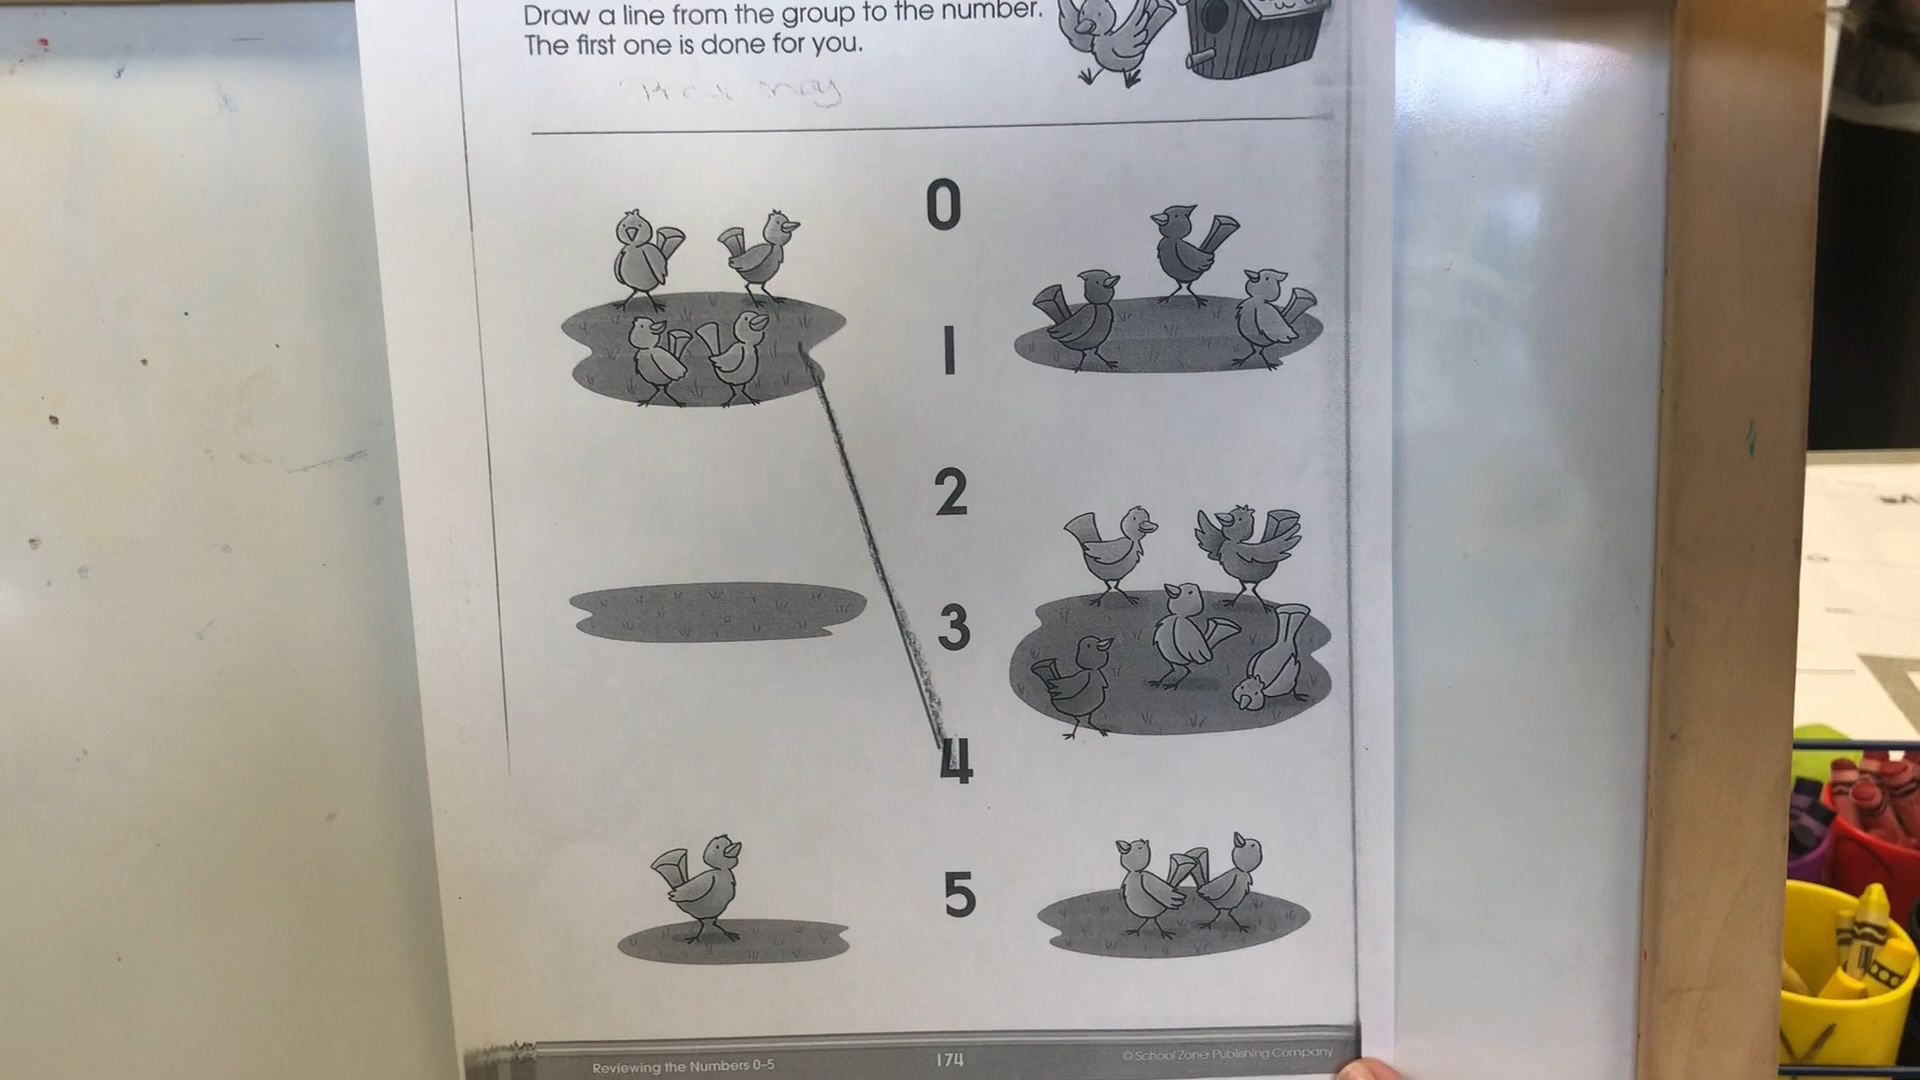 Draw a line from the group to the number.
The first one is done for you.
0
1
2
3
4
5
Reviewing the Numbers 0-5
174
© School Zone Publishing Company